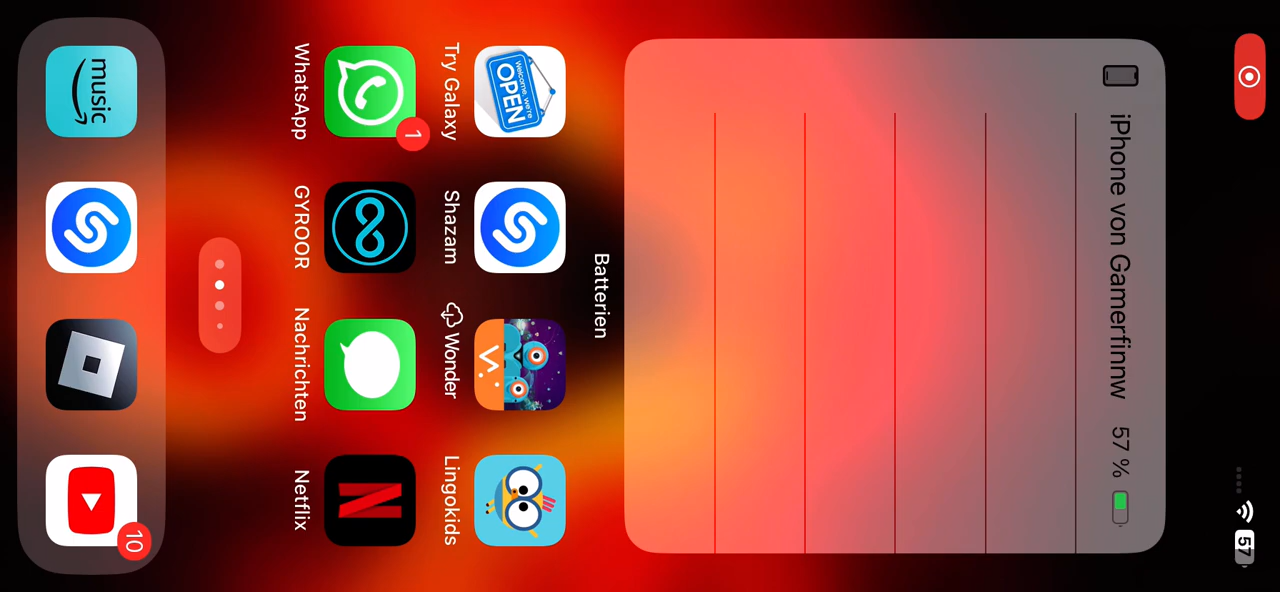 57
iPhone von Gamerfinnw 57 %
Batterien
Welcome, we're
OPEN
Try Galaxy
Shazam
Wonder
Lingokids
1
N
WhatsApp
GYROOR
Nachrichten
Netflix
music
10